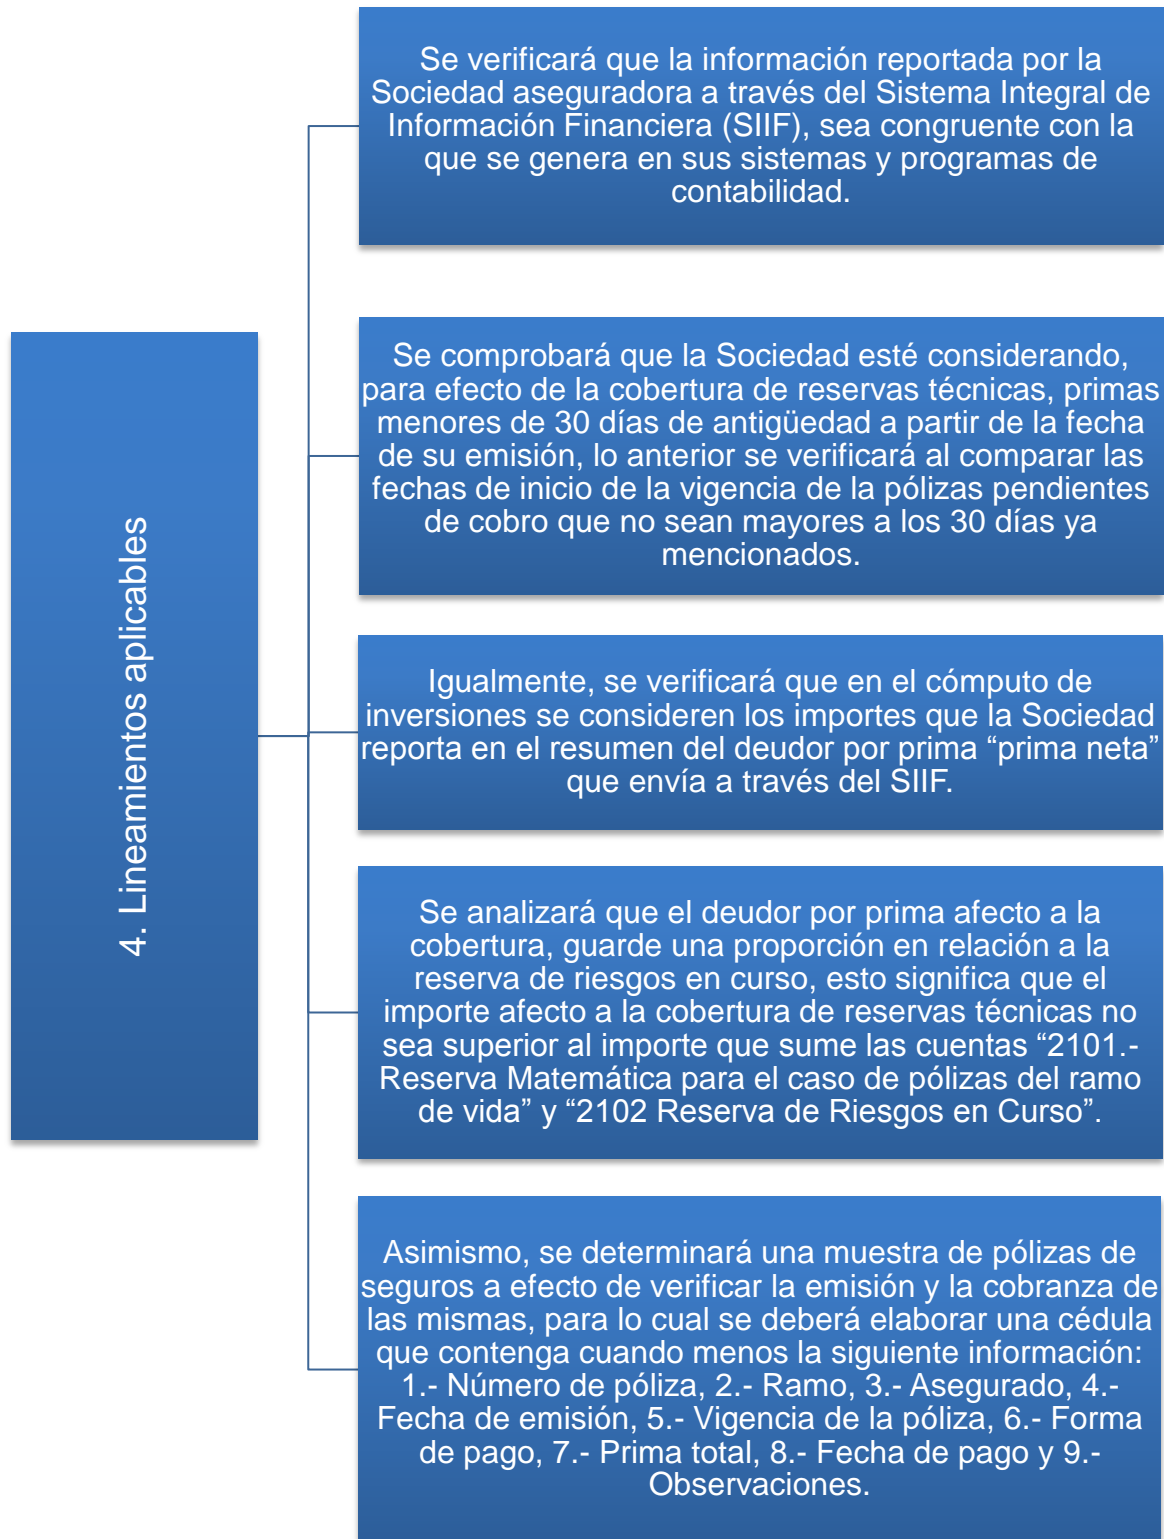 4. Lineamientos aplicables
Se verificará que la información reportada por la
Sociedad aseguradora a través del Sistema Integral de
Información Financiera (SIIF), sea congruente con la
que se genera en sus sistemas y programas de
contabilidad.
Se comprobará que la Sociedad esté considerando,
para efecto de la cobertura de reservas técnicas, primas
menores de 30 días de antigüedad a partir de la fecha
de su emisión, lo anterior se verificará al comparar las
fechas de inicio de la vigencia de la pólizas pendientes
de cobro que no sean mayores a los 30 días ya
mencionados.
Igualmente, se verificará que en el cómputo de
inversiones se consideren los importes que la Sociedad
reporta en el resumen del deudor por prima “prima neta”
que envía a través del SIIF.
Se analizará que el deudor por prima afecto a la
cobertura, guarde una proporción en relación a la
reserva de riesgos en curso, esto significa que el
importe afecto a la cobertura de reservas técnicas no
sea superior al importe que sume las cuentas “2101.-
Reserva Matemática para el caso de pólizas del ramo
de vida” y “2102 Reserva de Riesgos en Curso”.
Asimismo, se determinará una muestra de pólizas de
seguros a efecto de verificar la emisión y la cobranza de
las mismas, para lo cual se deberá elaborar una cédula
que contenga cuando menos la siguiente información:
1.- Número de póliza, 2.- Ramo, 3.- Asegurado, 4.-
Fecha de emisión, 5.- Vigencia de la póliza, 6.- Forma
de pago, 7.- Prima total, 8.- Fecha de pago y 9.-
Observaciones.